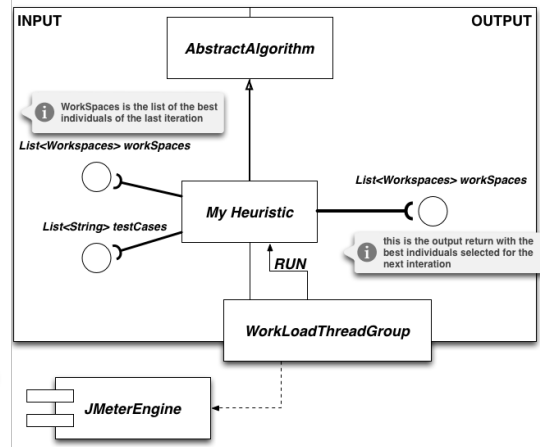 INPUT
OUTPUT
AbstractAlgorithm
WorkSpaces is the list of the best
individuals of the last iteration
List<Workspaces> workSpaces
List<Workspaces> workSpaces
My Heuristic
List<String> testCases
this is the output return with the
best individuals selected for the
next interation
RUN
WorkLoadThreadGroup
JMeterEngine